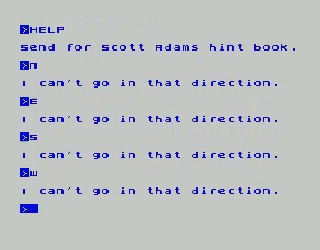 >HELP
send for Scott Adams hint book.
>n
i can't go in that direction.
>e
i can't go in that direction.
>s
i can't go in that direction.
>w
i can't go in that direction.
>